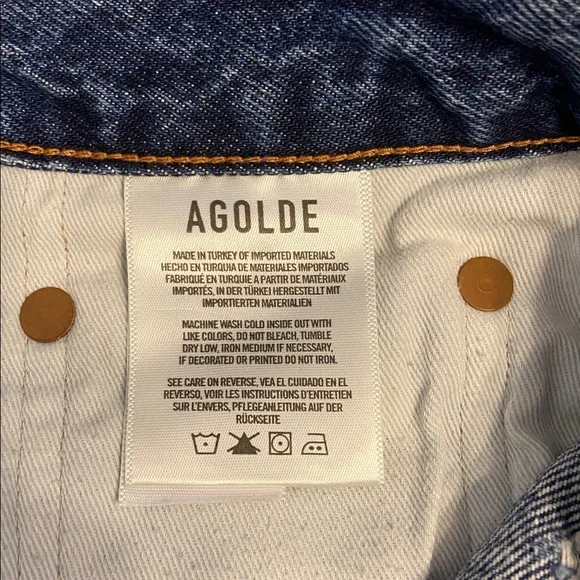 AGOLDE
MADE IN TURKEY OF IMPORTED MATERIALS
HECHO EN TURQUIA DE MATERIALES IMPORTADOS
FABRIQUÉ EN TURQUIE A PARTIR DE MATÉRIAUX
IMPORTÉS, IN DER TÜRKEI HERGESTELLT MIT
IMPORTIERTEN MATERIALIEN
MACHINE WASH COLD INSIDE OUT WITH
LIKE COLORS, DO NOT BLEACH, TUMBLE
DRY LOW, IRON MEDIUM IF NECESSARY,
IF DECORATED OR PRINTED DO NOT IRON.
SEE CARE ON REVERSE, VEA EL CUIDADO EN EL
REVERSO, VOIR LES INSTRUCTIONS D'ENTRETIEN
SUR L'ENVERS, PFLEGEANLEITUNG AUF DER
RÜCKSEITE